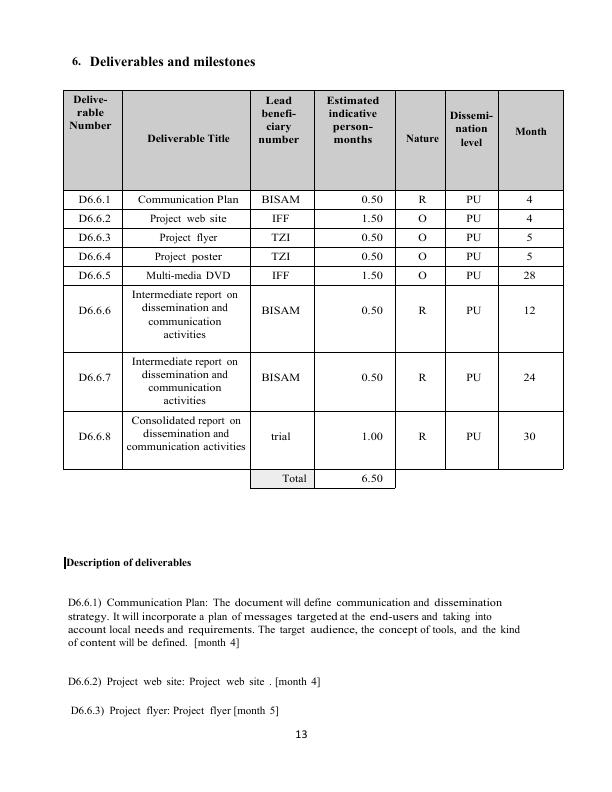 6. Deliverables and milestones
Delive-
rable
Number
Deliverable Title
Lead
benefi-
ciary
number
Estimated
indicative
person-
months
Nature
Dissemi-
nation
level
Month
D6.6.1 Communication Plan BISAM 0.50 R PU 4
D6.6.2 Project web site IFF 1.50 O PU 4
D6.6.3 Project flyer TZI 0.50 O PU 5
D6.6.4 Project poster TZI 0.50 O PU 5
D6.6.5 Multi-media DVD IFF 1.50 O PU 28
D6.6.6
Intermediate report on
dissemination and
communication
activities
BISAM 0.50 R PU 12
D6.6.7
Intermediate report on
dissemination and
communication
activities
BISAM 0.50 R PU 24
D6.6.8
Consolidated report on
dissemination and
communication activities
trial 1.00 R PU 30
Total 6.50
Description of deliverables
D6.6.1) Communication Plan: The document will define communication and dissemination
strategy. It will incorporate a plan of messages targeted at the end-users and taking into
account local needs and requirements. The target audience, the concept of tools, and the kind
of content will be defined. [month 4]
D6.6.2) Project web site: Project web site . [month 4]
D6.6.3) Project flyer: Project flyer [month 5]
13